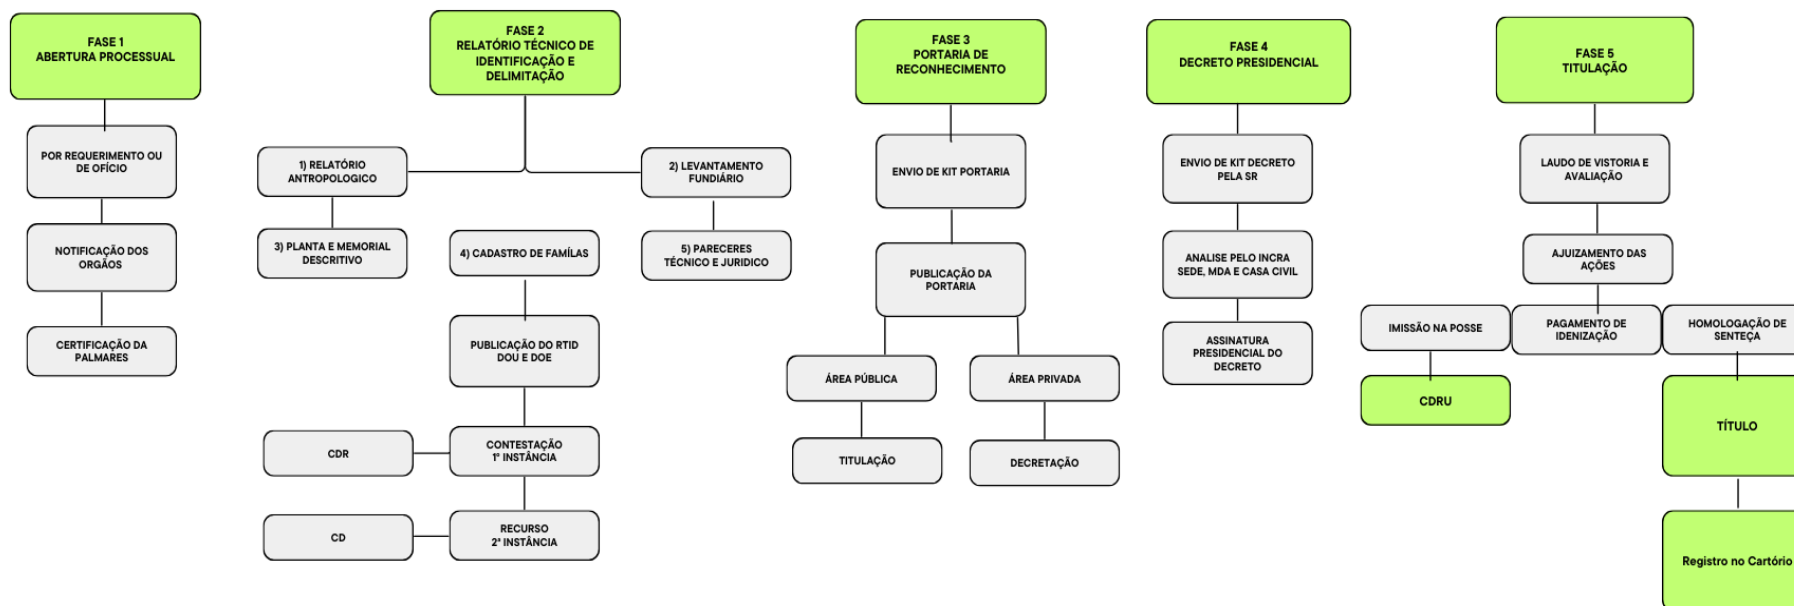 FASE 1
ABERTURA PROCESSUAL
POR REQUERIMENTO OU
DE OFÍCIO
NOTIFICAÇÃO DOS
ORGÃOS
CERTIFICAÇÃO DA
PALMARES
FASE 2
RELATÓRIO TÉCNICO DE
IDENTIFICAÇÃO E
DELIMITAÇÃO
1) RELATÓRIO
ANTROPOLOGICO
2) LEVANTAMENTO
FUNDIÁRIO
3) PLANTA E MEMORIAL
DESCRITIVO
4) CADASTRO DE FAMÍLAS
5) PARECERES
TÉCNICO E JURIDICO
PUBLICAÇÃO DO RTID
DOU E DOE
CDR
CONTESTAÇÃO
1ª INSTÂNCIA
CD
RECURSO
2ª INSTÂNCIA
FASE 3
PORTARIA DE
RECONHECIMENTO
ENVIO DE KIT PORTARIA
PUBLICAÇÃO DA
PORTARIA
ÁREA PÚBLICA
ÁREA PRIVADA
TITULAÇÃO
DECRETAÇÃO
FASE 4
DECRETO PRESIDENCIAL
ENVIO DE KIT DECRETO
PELA SR
ANALISE PELO INCRA
SEDE, MDA E CASA CIVIL
ASSINATURA
PRESIDENCIAL DO
DECRETO
FASE 5
TITULAÇÃO
LAUDO DE VISTORIA E
AVALIAÇÃO
AJUIZAMENTO DAS
AÇÕES
IMISSÃO NA POSSE
PAGAMENTO DE
IDENIZAÇÃO
HOMOLOGAÇÃO DE
SENTEÇA
CDRU
TÍTULO
Registro no Cartório